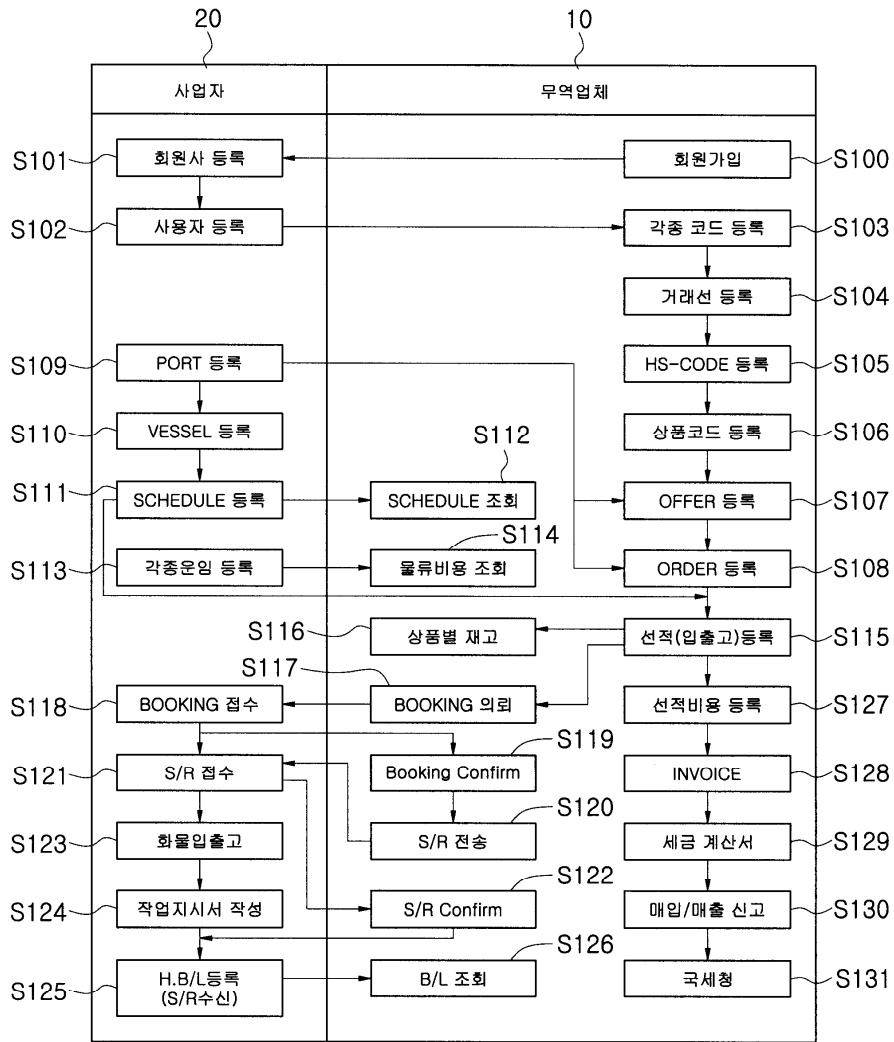 20
10
사업자
무역업체
S101
회원사 등록
회원가입
S100
S102
사용자 등록
각종 코드 등록
S103
거래선 등록
S104
S109
PORT 등록
HS-CODE 등록
S105
S110
VESSEL 등록
상품코드 등록
S106
S112
S111
SCHEDULE 등록
SCHEDULE 조회
OFFER 등록
S107
S114
S113
각종운임 등록
물류비용 조회
ORDER 등록
S108
S116
상품별 재고
선적(입출고)등록
S115
S117
S118
BOOKING 접수
BOOKING 의뢰
선적비용 등록
S127
S119
S121
S/R 접수
Booking Confirm
INVOICE
S128
S120
S123
화물입출고
S/R 전송
세금 계산서
S129
S122
S124
작업지시서 작성
S/R Confirm
매입/매출 신고
S130
S126
S125
H.B/L등록
(S/R수신)
B/L 조회
국세청
S131